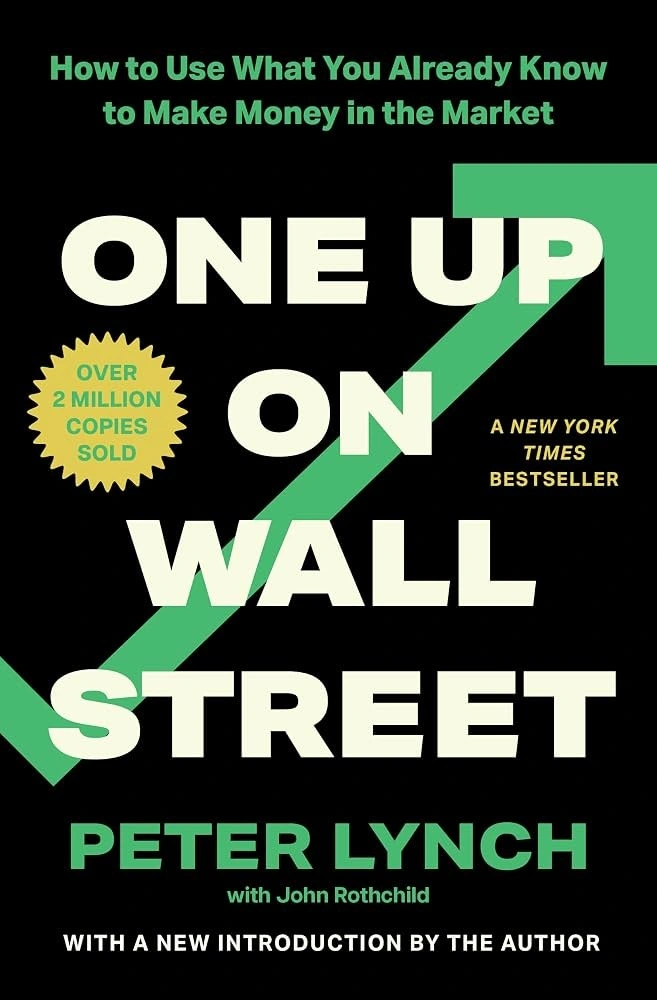 How to Use What You Already Know
to Make Money in the Market
ONE UP
ON
WALL
STREET
OVER
2 MILLION
COPIES
SOLD
A NEW YORK
TIMES
BESTSELLER
PETER LYNCH
with John Rothchild
WITH A NEW INTRODUCTION BY THE AUTHOR